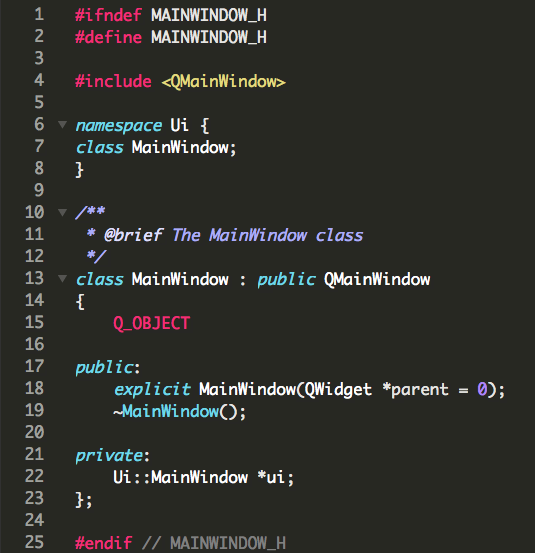 1 #ifndef MAINWINDOW_H
2 #define MAINWINDOW_H
3
4 #include <QMainWindow>
5
6 namespace Ui {
7 class MainWindow;
8 }
9
10 /**
11  * @brief The MainWindow class
12  */
13 class MainWindow : public QMainWindow
14 {
15     Q_OBJECT
16
17 public:
18     explicit MainWindow(QWidget *parent = 0);
19     ~MainWindow();
20
21 private:
22     Ui::MainWindow *ui;
23 };
24
25 #endif // MAINWINDOW_H